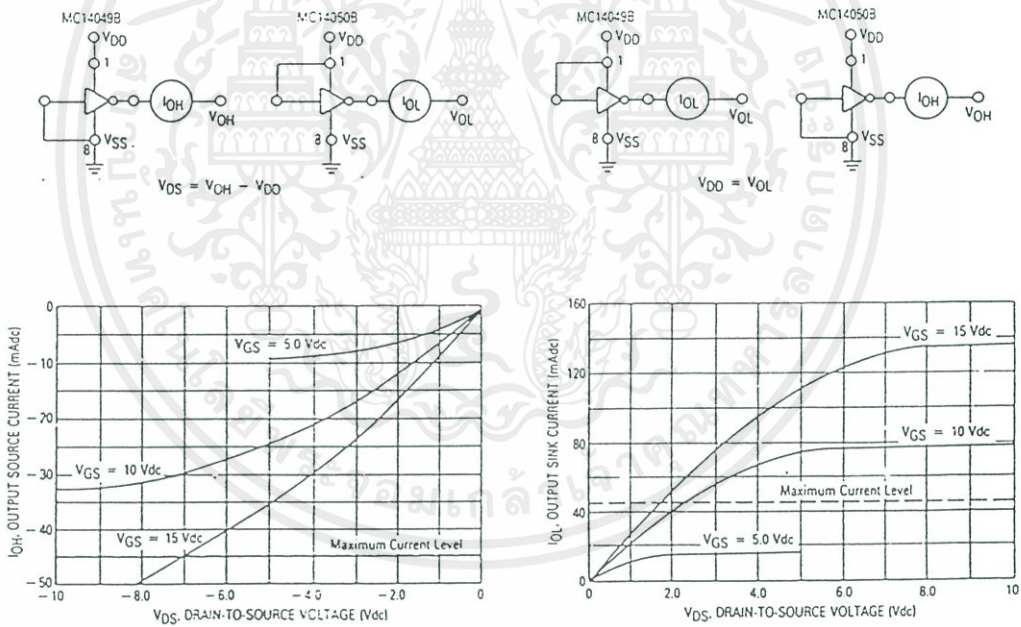 MC14049B
VDD
1
IOH
VOH
VSS
8
MC14050B
VDD
1
IOL
VOL
VSS
8
VDS = VOH – VDD
MC14049B
VDD
1
IOL
VOL
VSS
8
MC14050B
VDD
1
IOH
VOH
VSS
8
VDD = VOL
IOH, OUTPUT SOURCE CURRENT (mAdc)
0
– 10
– 20
– 30
– 40
– 50
VGS = 5.0 Vdc
VGS = 10 Vdc
VGS = 15 Vdc
Maximum Current Level
– 10
– 8.0
– 6.0
– 4.0
– 2.0
0
VDS, DRAIN-TO-SOURCE VOLTAGE (Vdc)
IOL, OUTPUT SINK CURRENT (mAdc)
160
120
80
40
0
VGS = 15 Vdc
VGS = 10 Vdc
Maximum Current Level
VGS = 5.0 Vdc
0
2.0
4.0
6.0
8.0
10
VDS, DRAIN-TO-SOURCE VOLTAGE (Vdc)